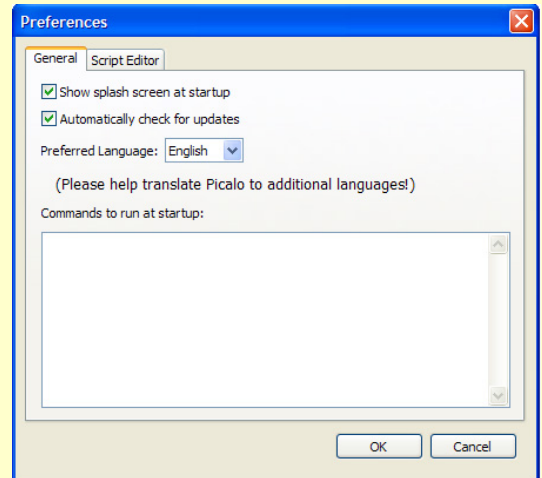 Preferences
General Script Editor
Show splash screen at startup
Automatically check for updates
Preferred Language: English
(Please help translate Picalo to additional languages!)
Commands to run at startup:
OK Cancel